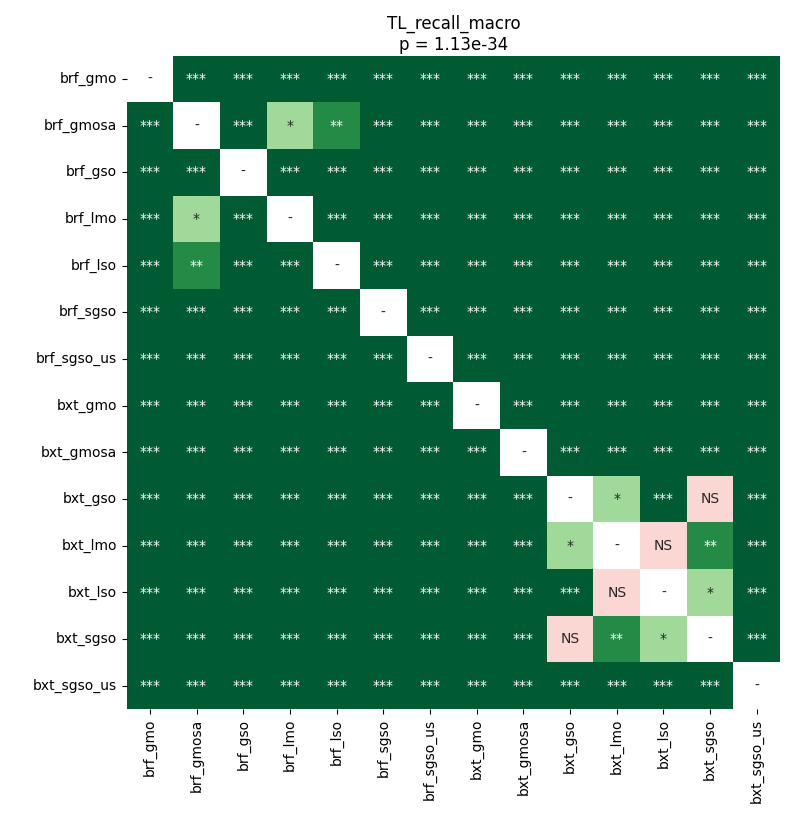 TL_recall_macro
p = 1.13e-34
brf_gmo - *** *** *** *** *** *** *** *** *** *** *** *** ***
brf_gmosa *** - *** * ** *** *** *** *** *** *** *** *** ***
brf_gso *** *** - *** *** *** *** *** *** *** *** *** *** ***
brf_lmo *** * *** - *** *** *** *** *** *** *** *** *** ***
brf_lso *** ** *** *** - *** *** *** *** *** *** *** *** ***
brf_sgso *** *** *** *** *** - *** *** *** *** *** *** *** ***
brf_sgso_us *** *** *** *** *** *** - *** *** *** *** *** *** ***
bxt_gmo *** *** *** *** *** *** *** - *** *** *** *** *** ***
bxt_gmosa *** *** *** *** *** *** *** *** - *** *** *** *** ***
bxt_gso *** *** *** *** *** *** *** *** *** - * *** NS ***
bxt_lmo *** *** *** *** *** *** *** *** *** * - NS ** ***
bxt_lso *** *** *** *** *** *** *** *** *** *** NS - * ***
bxt_sgso *** *** *** *** *** *** *** *** *** NS ** * - ***
bxt_sgso_us *** *** *** *** *** *** *** *** *** *** *** *** *** -
brf_gmo brf_gmosa brf_gso brf_lmo brf_lso brf_sgso brf_sgso_us bxt_gmo bxt_gmosa bxt_gso bxt_lmo bxt_lso bxt_sgso bxt_sgso_us